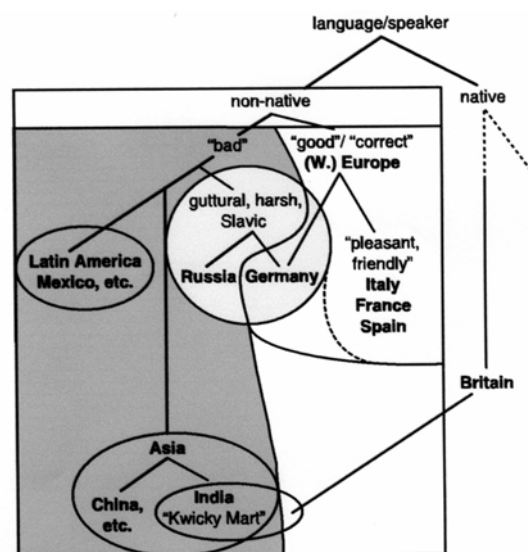 language/speaker
non-native
native
"bad"
"good"/ "correct"
(W.) Europe
guttural, harsh,
Slavic
"pleasant,
friendly"
Italy
France
Spain
Latin America
Mexico, etc.
Russia
Germany
Britain
Asia
China,
etc.
India
"Kwicky Mart"